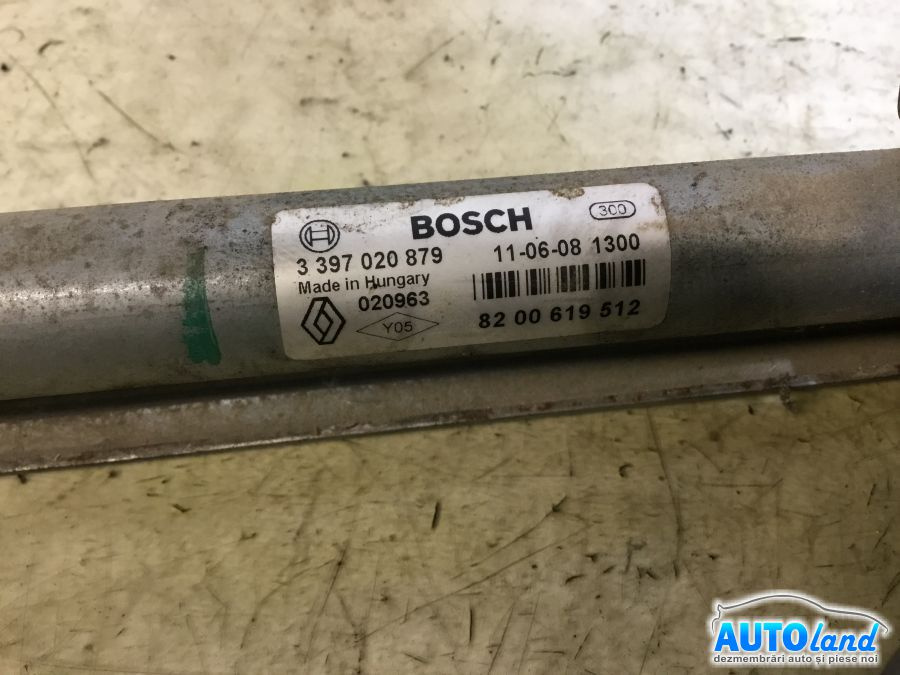 BOSCH 300
3 397 020 879 11-06-08 1300
Made in Hungary
020963
Y05 82 00 619 512
AUTOland
dezmembrări auto și piese noi